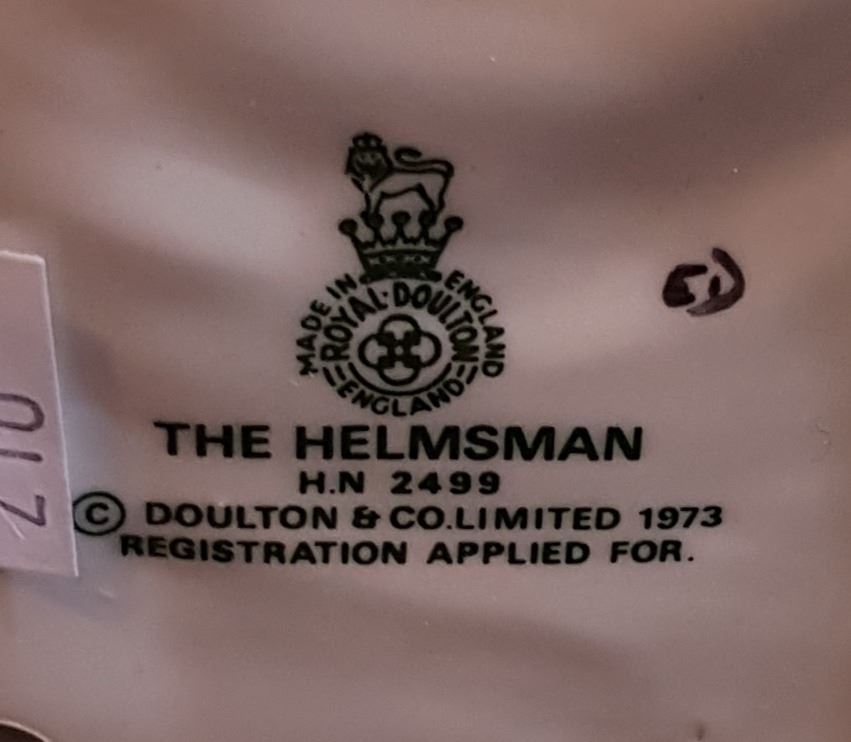 MADE IN ENGLAND
ROYAL·DOULTON
ENGLAND
THE HELMSMAN
H.N 2499
© DOULTON & CO.LIMITED 1973
REGISTRATION APPLIED FOR.